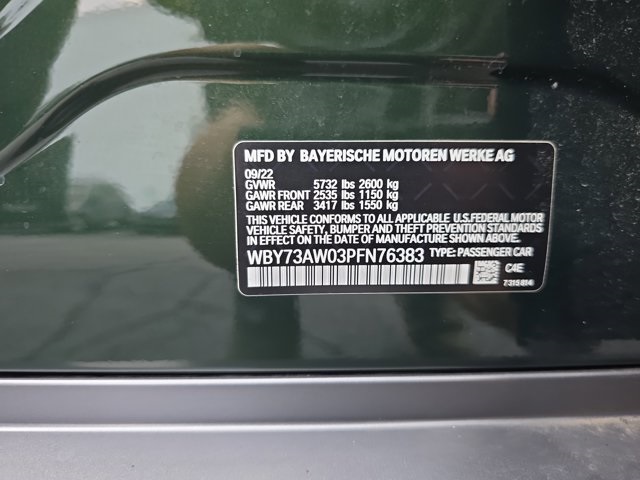 MFD BY BAYERISCHE MOTOREN WERKE AG
09/22
GVWR 5732 lbs 2600 kg
GAWR FRONT 2535 lbs 1150 kg
GAWR REAR 3417 lbs 1550 kg
THIS VEHICLE CONFORMS TO ALL APPLICABLE U.S.FEDERAL MOTOR
VEHICLE SAFETY, BUMPER AND THEFT PREVENTION STANDARDS
IN EFFECT ON THE DATE OF MANUFACTURE SHOWN ABOVE.
WBY73AW03PFN76383 TYPE: PASSENGER CAR
C4E
7315814